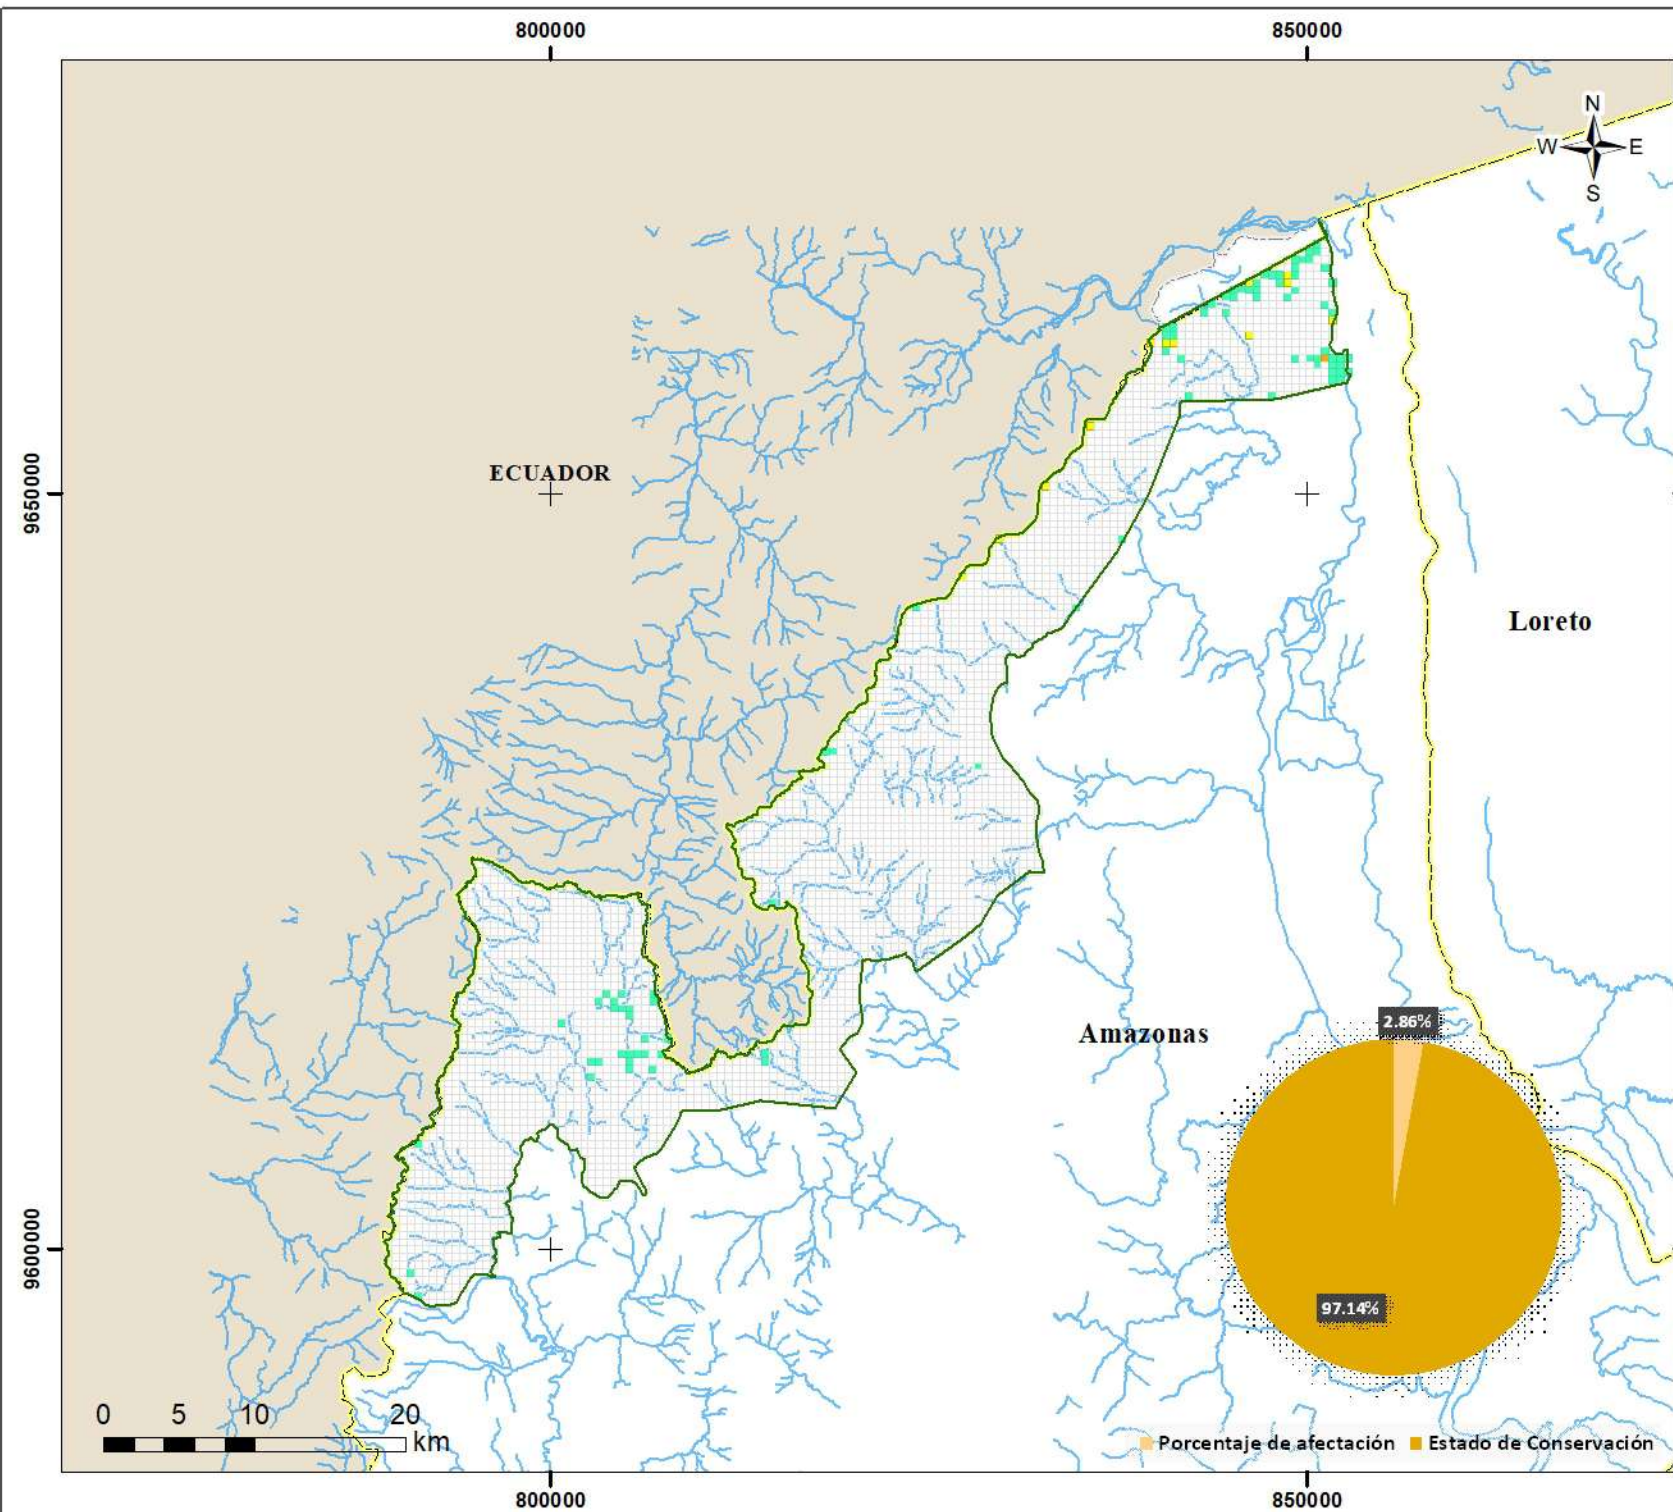 800000
850000
N
W
E
S
9650000
ECUADOR
Loreto
Amazonas
2.86%
9600000
97.14%
0
5
10
20
km
Porcentaje de afectación
Estado de Conservación
800000
850000